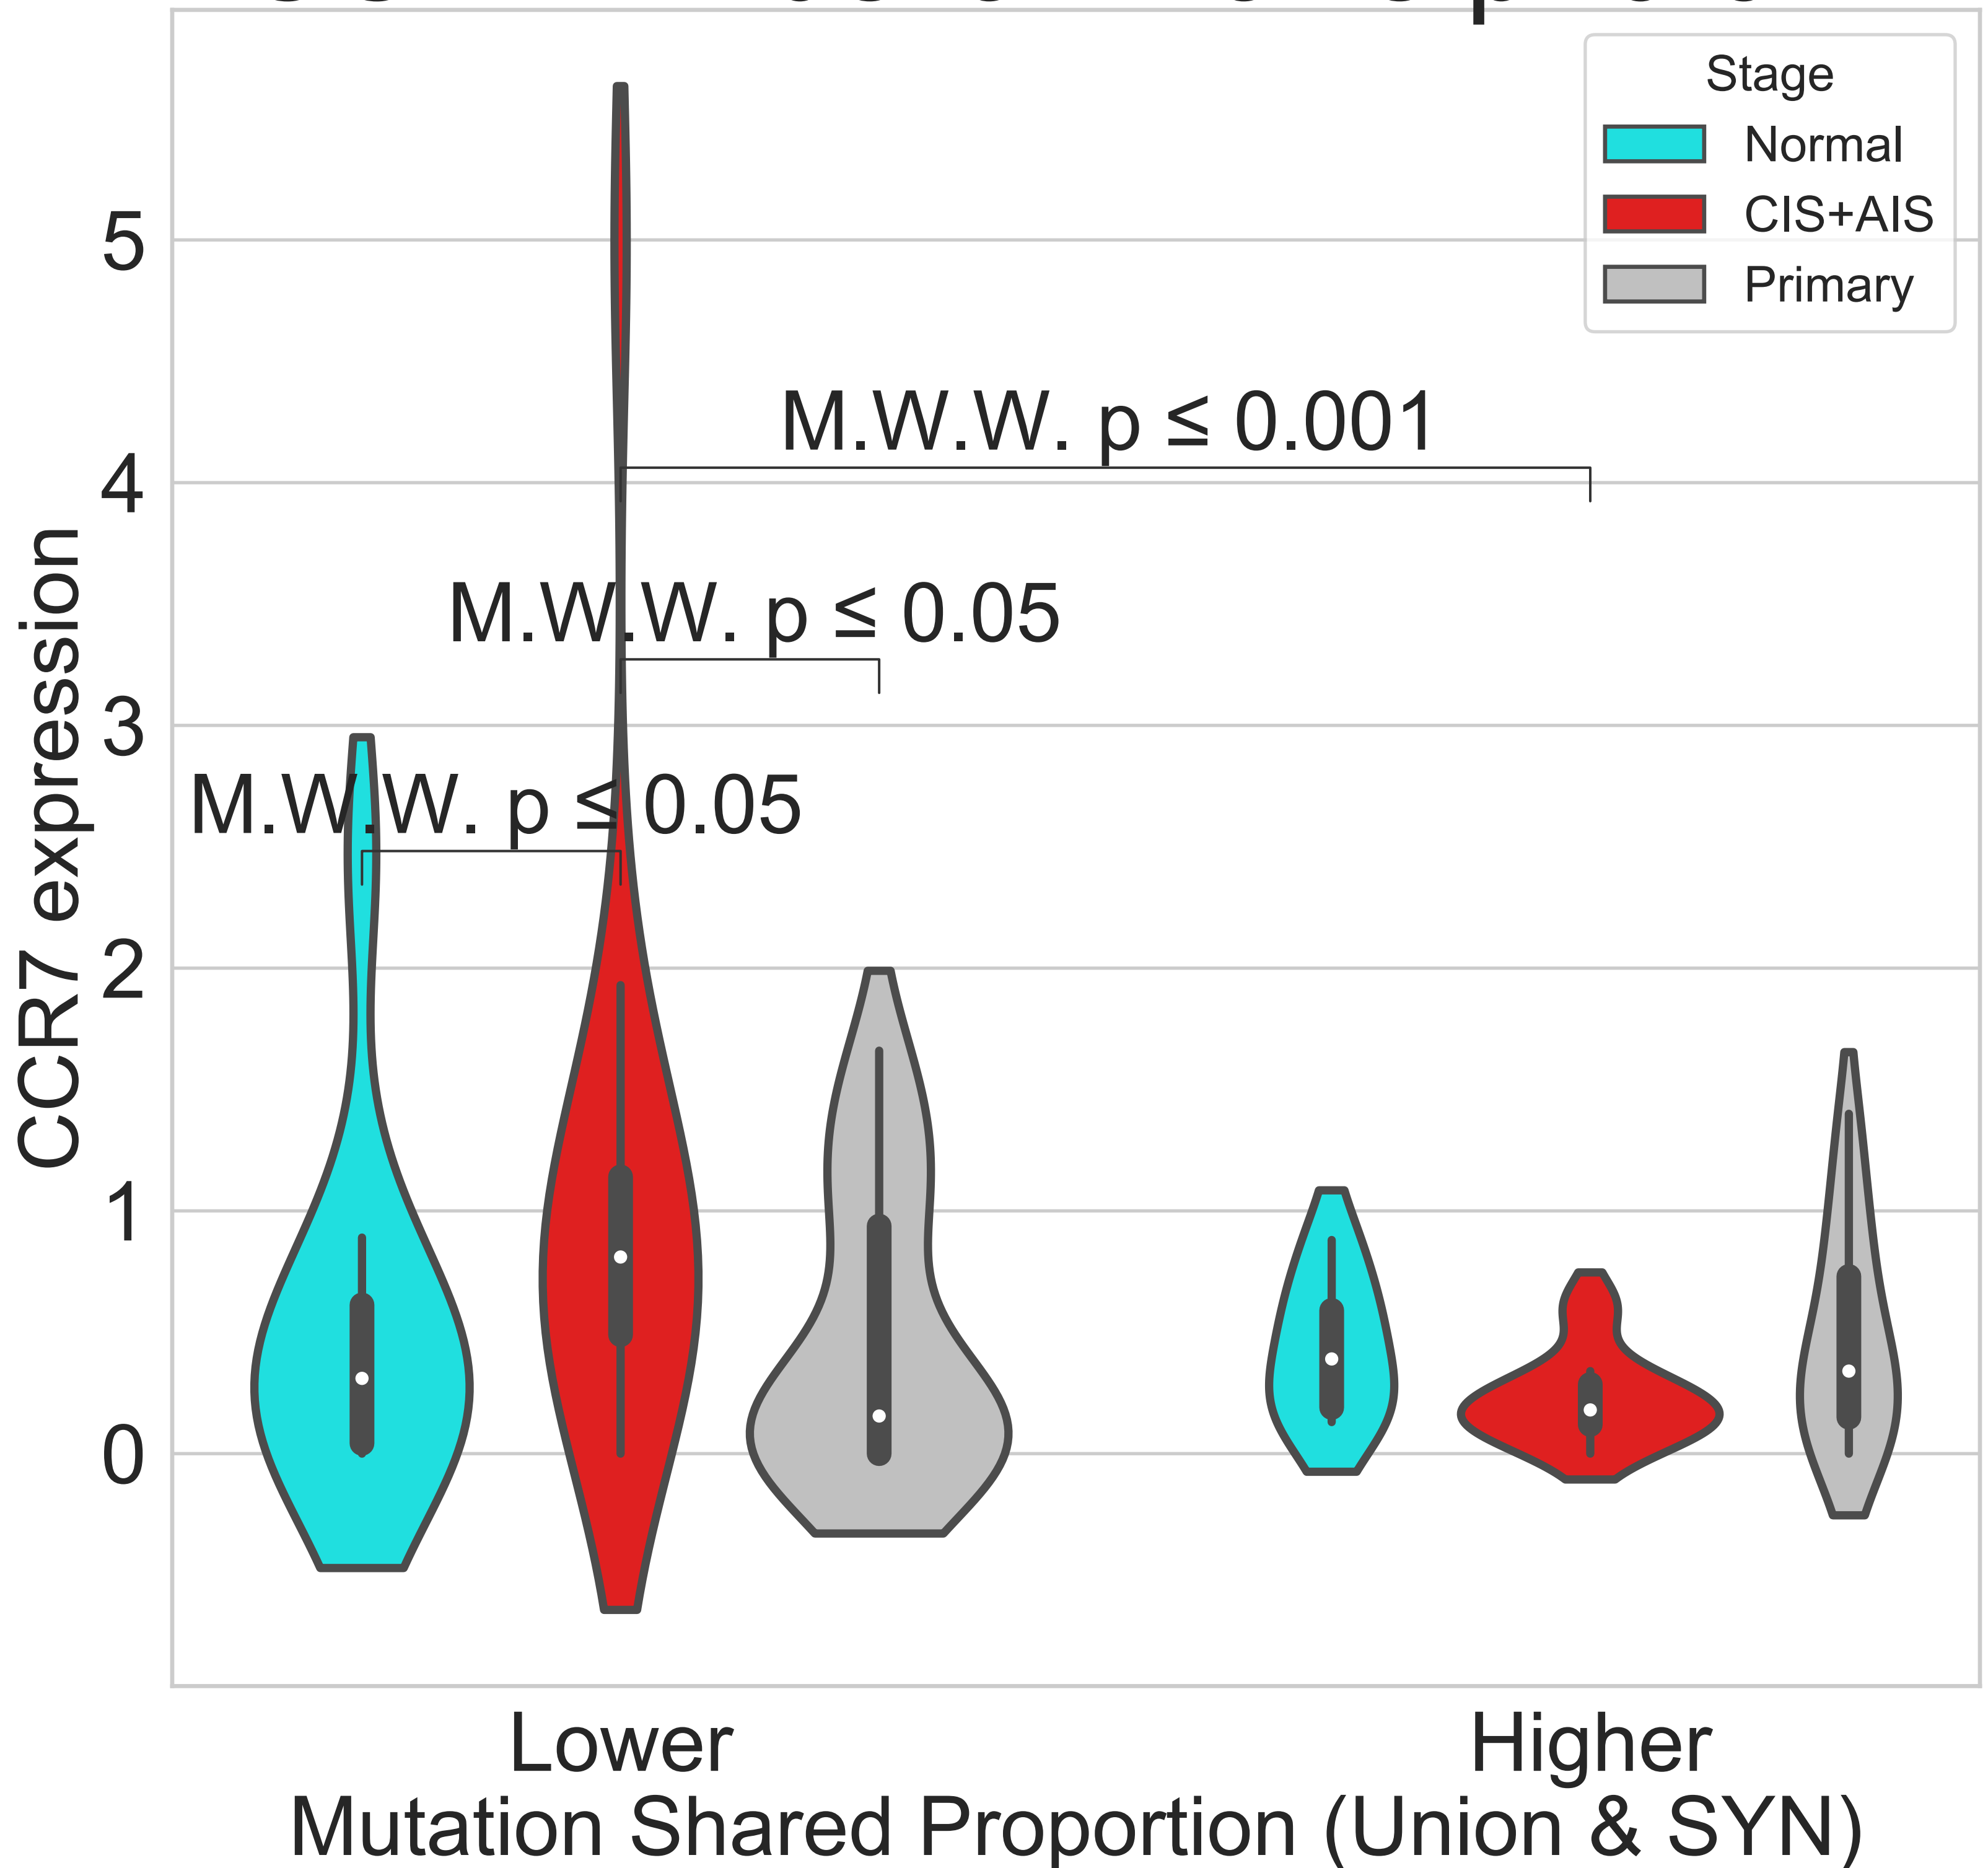 Stage
Normal
CIS+AIS
Primary
M.W.W. p ≤ 0.001
M.W.W. p ≤ 0.05
M.W.W. p ≤ 0.05
CCR7 expression
5
4
3
2
1
0
Lower
Higher
Mutation Shared Proportion (Union & SYN)